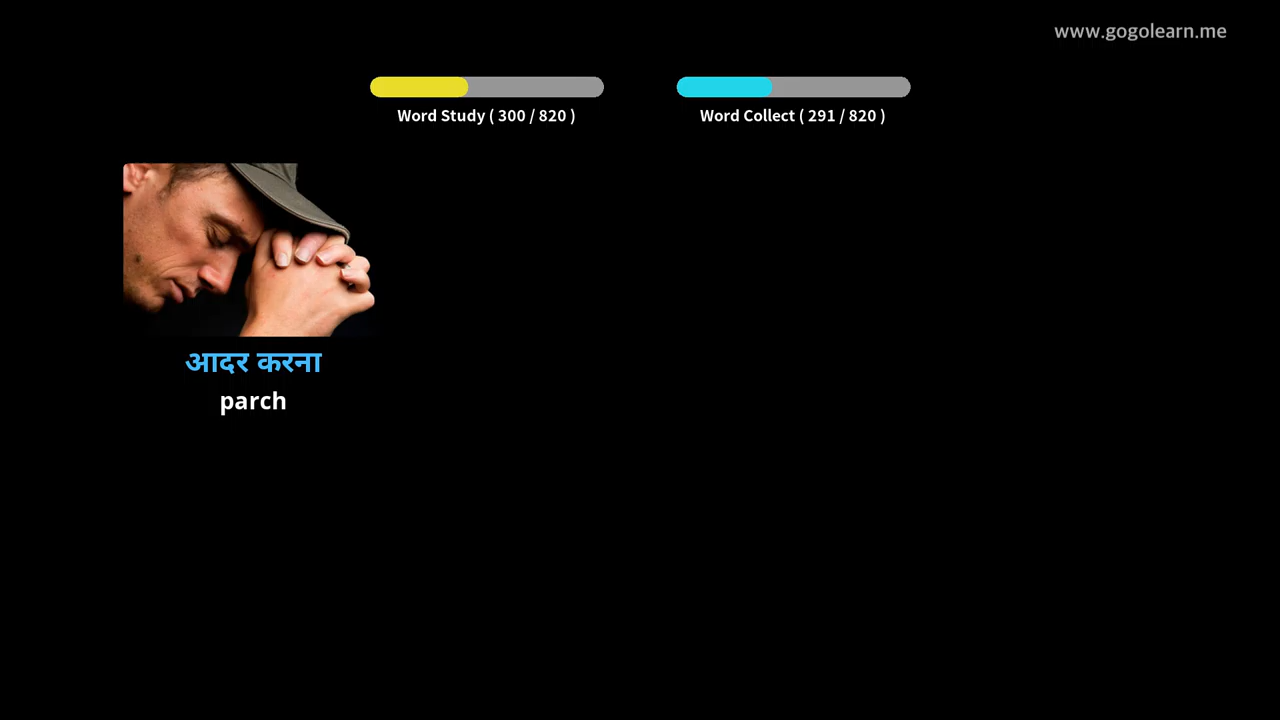 www.gogolearn.me
Word Study ( 300 / 820 )
Word Collect ( 291 / 820 )
आदर करना
parch